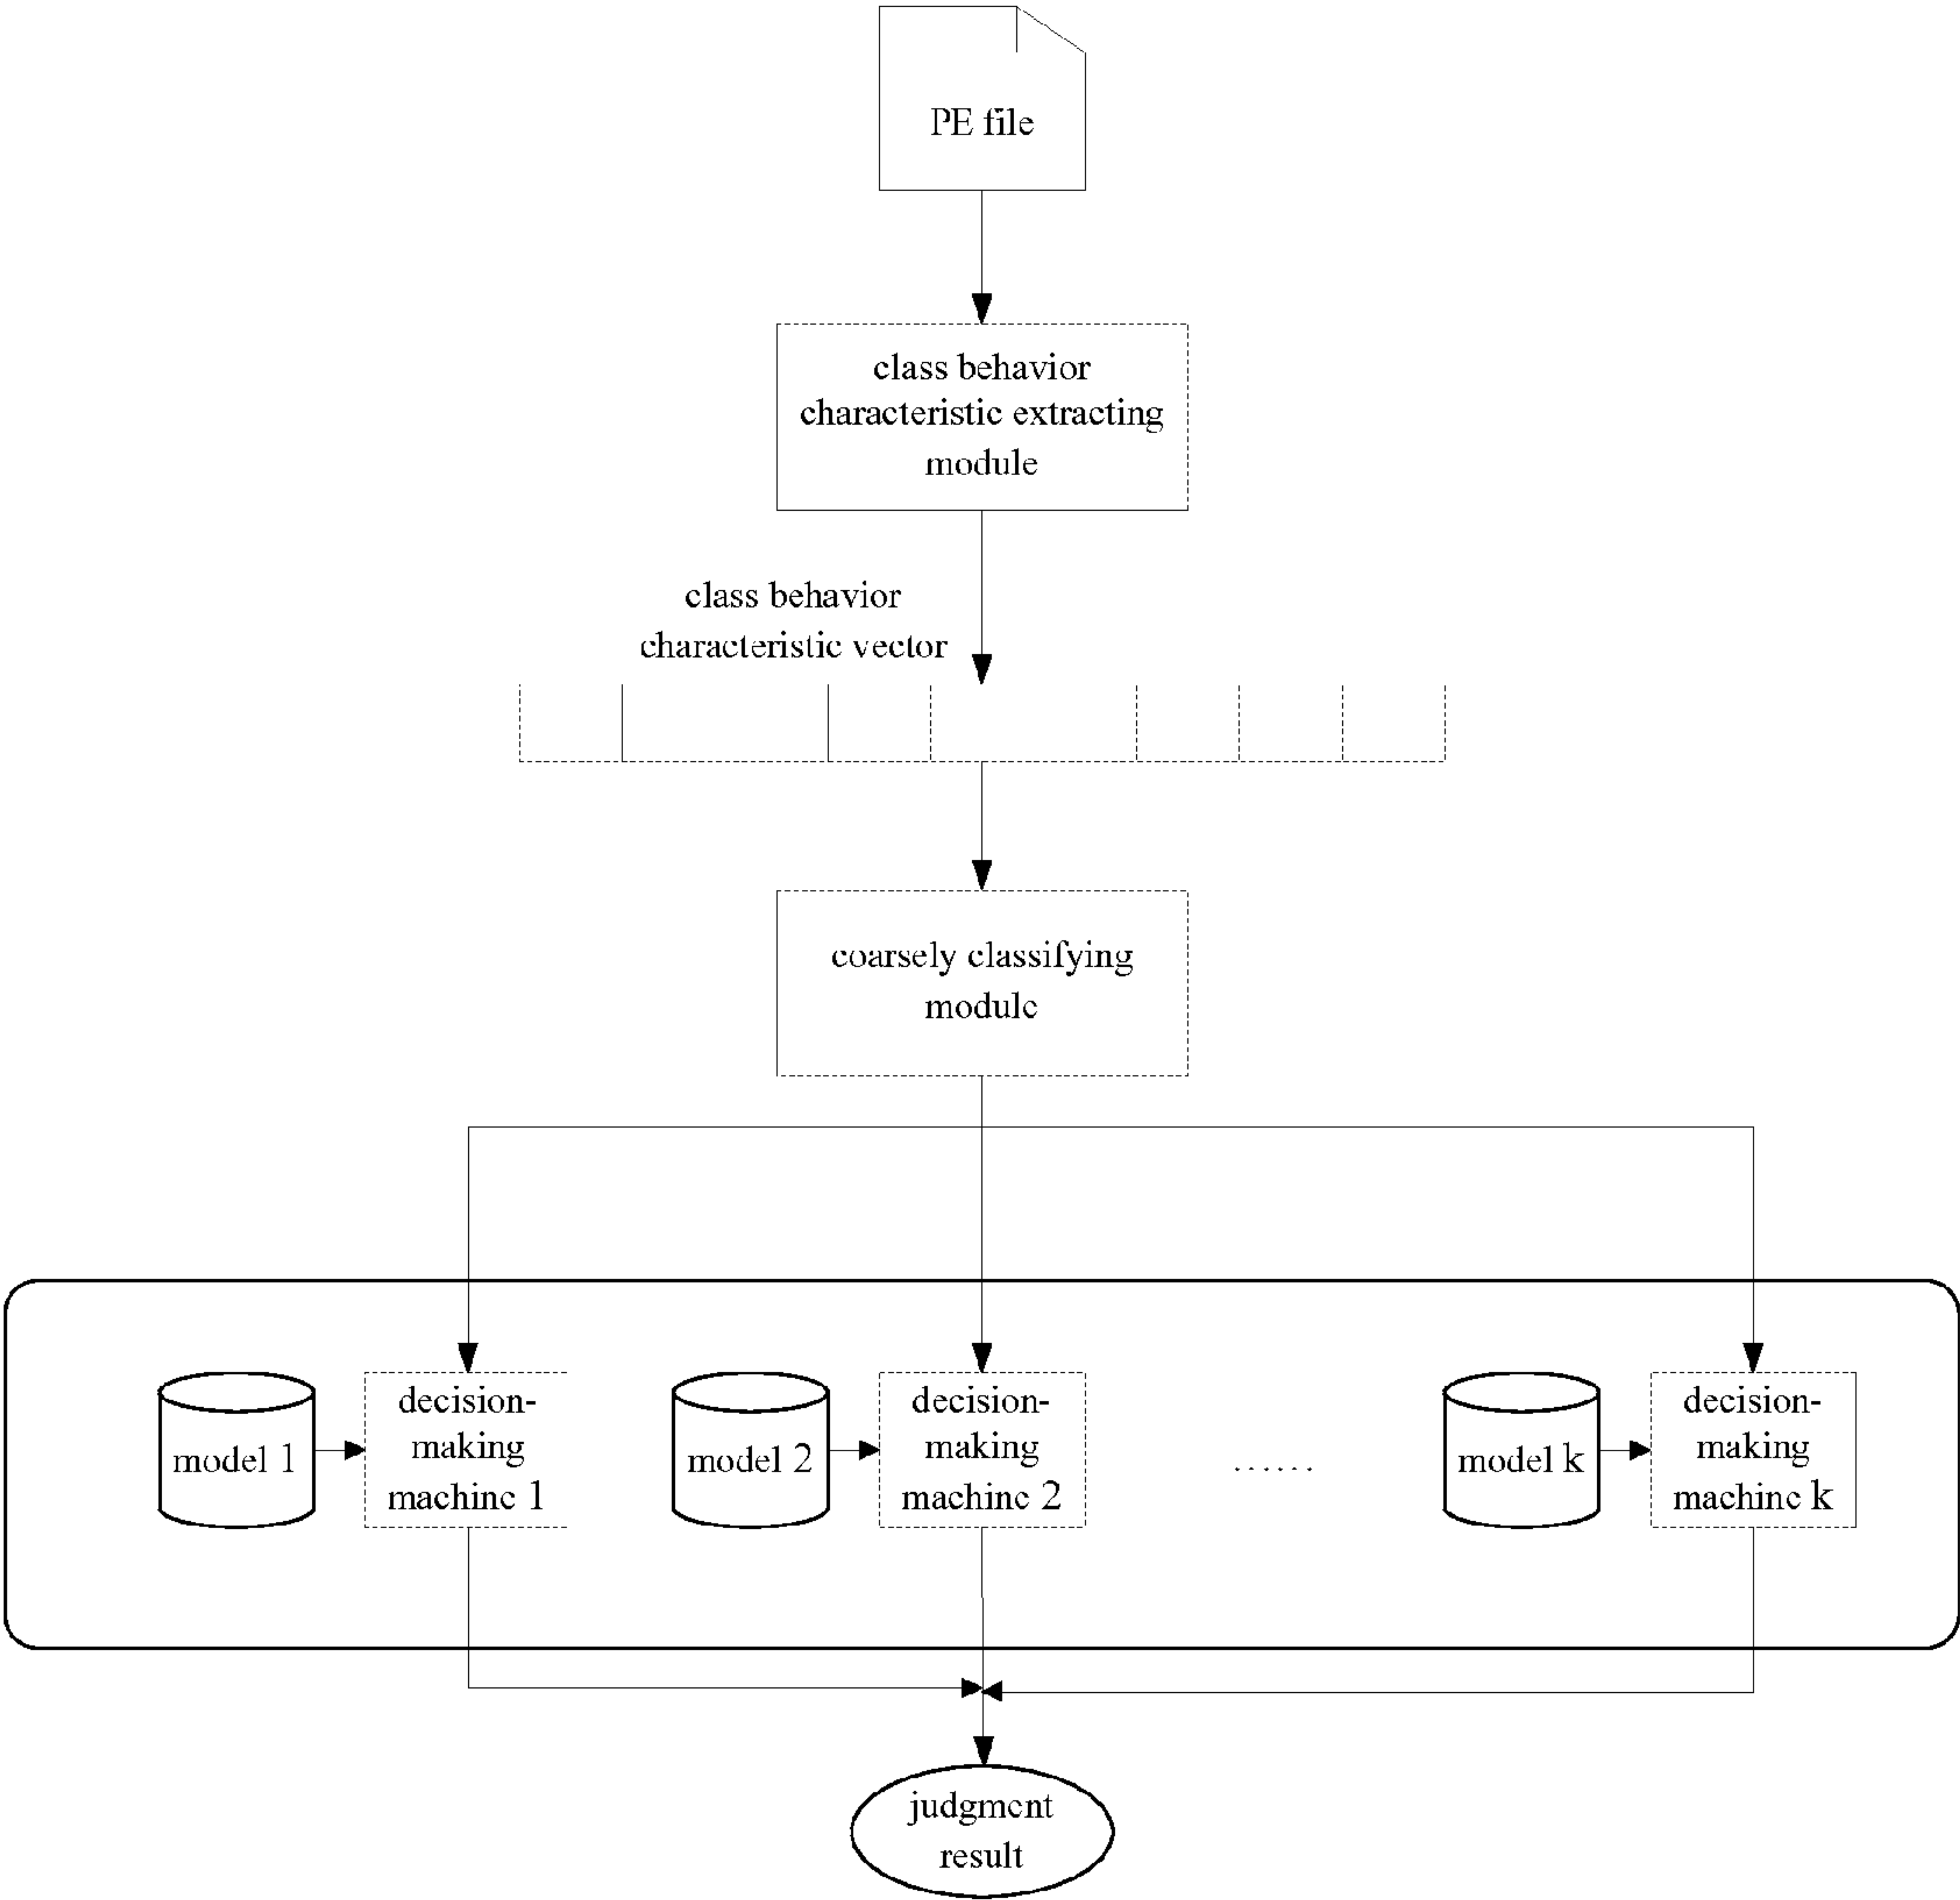 PE file
class behavior
characteristic extracting
module
class behavior
characteristic vector
coarsely classifying
module
model 1
decision-
making
machine 1
model 2
decision-
making
machine 2
......
model k
decision-
making
machine k
judgment
result